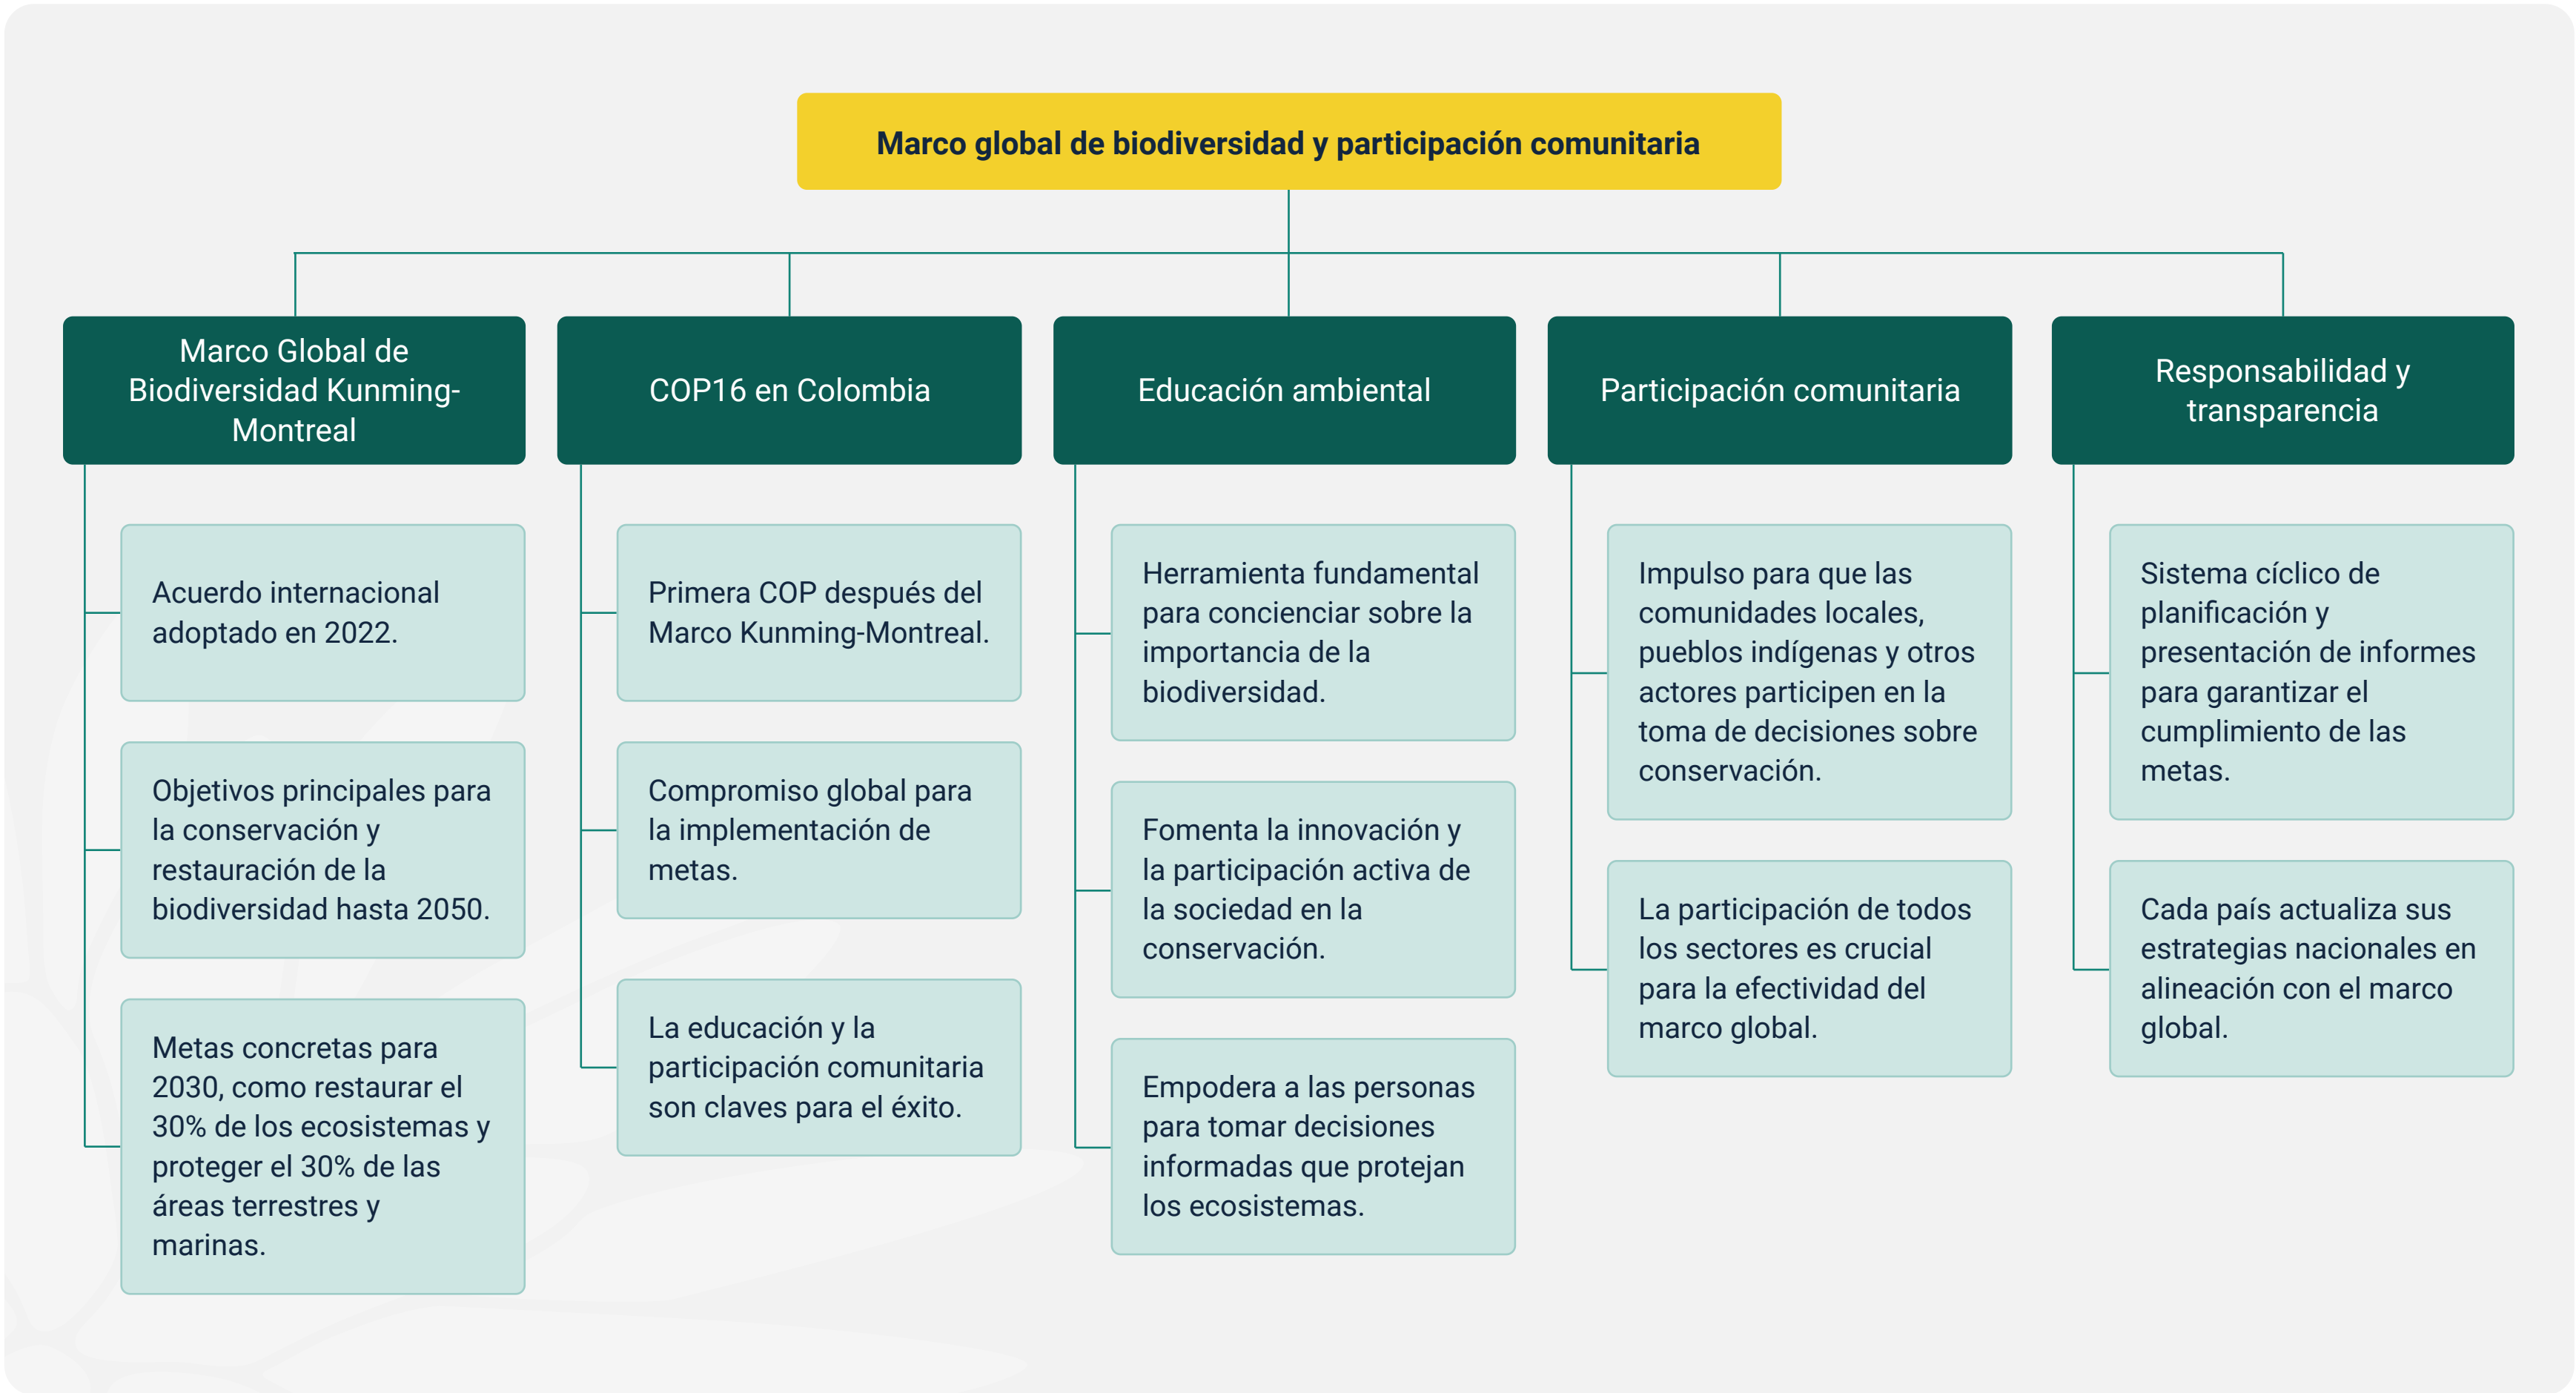 Marco global de biodiversidad y participación comunitaria
Marco Global de
Biodiversidad Kunming-
Montreal
Acuerdo internacional
adoptado en 2022.
Objetivos principales para
la conservación y
restauración de la
biodiversidad hasta 2050.
Metas concretas para
2030, como restaurar el
30% de los ecosistemas y
proteger el 30% de las
áreas terrestres y
marinas.
COP16 en Colombia
Primera COP después del
Marco Kunming-Montreal.
Compromiso global para
la implementación de
metas.
La educación y la
participación comunitaria
son claves para el éxito.
Educación ambiental
Herramienta fundamental
para concienciar sobre la
importancia de la
biodiversidad.
Fomenta la innovación y
la participación activa de
la sociedad en la
conservación.
Empodera a las personas
para tomar decisiones
informadas que protejan
los ecosistemas.
Participación comunitaria
Impulso para que las
comunidades locales,
pueblos indígenas y otros
actores participen en la
toma de decisiones sobre
conservación.
La participación de todos
los sectores es crucial
para la efectividad del
marco global.
Responsabilidad y
transparencia
Sistema cíclico de
planificación y
presentación de informes
para garantizar el
cumplimiento de las
metas.
Cada país actualiza sus
estrategias nacionales en
alineación con el marco
global.